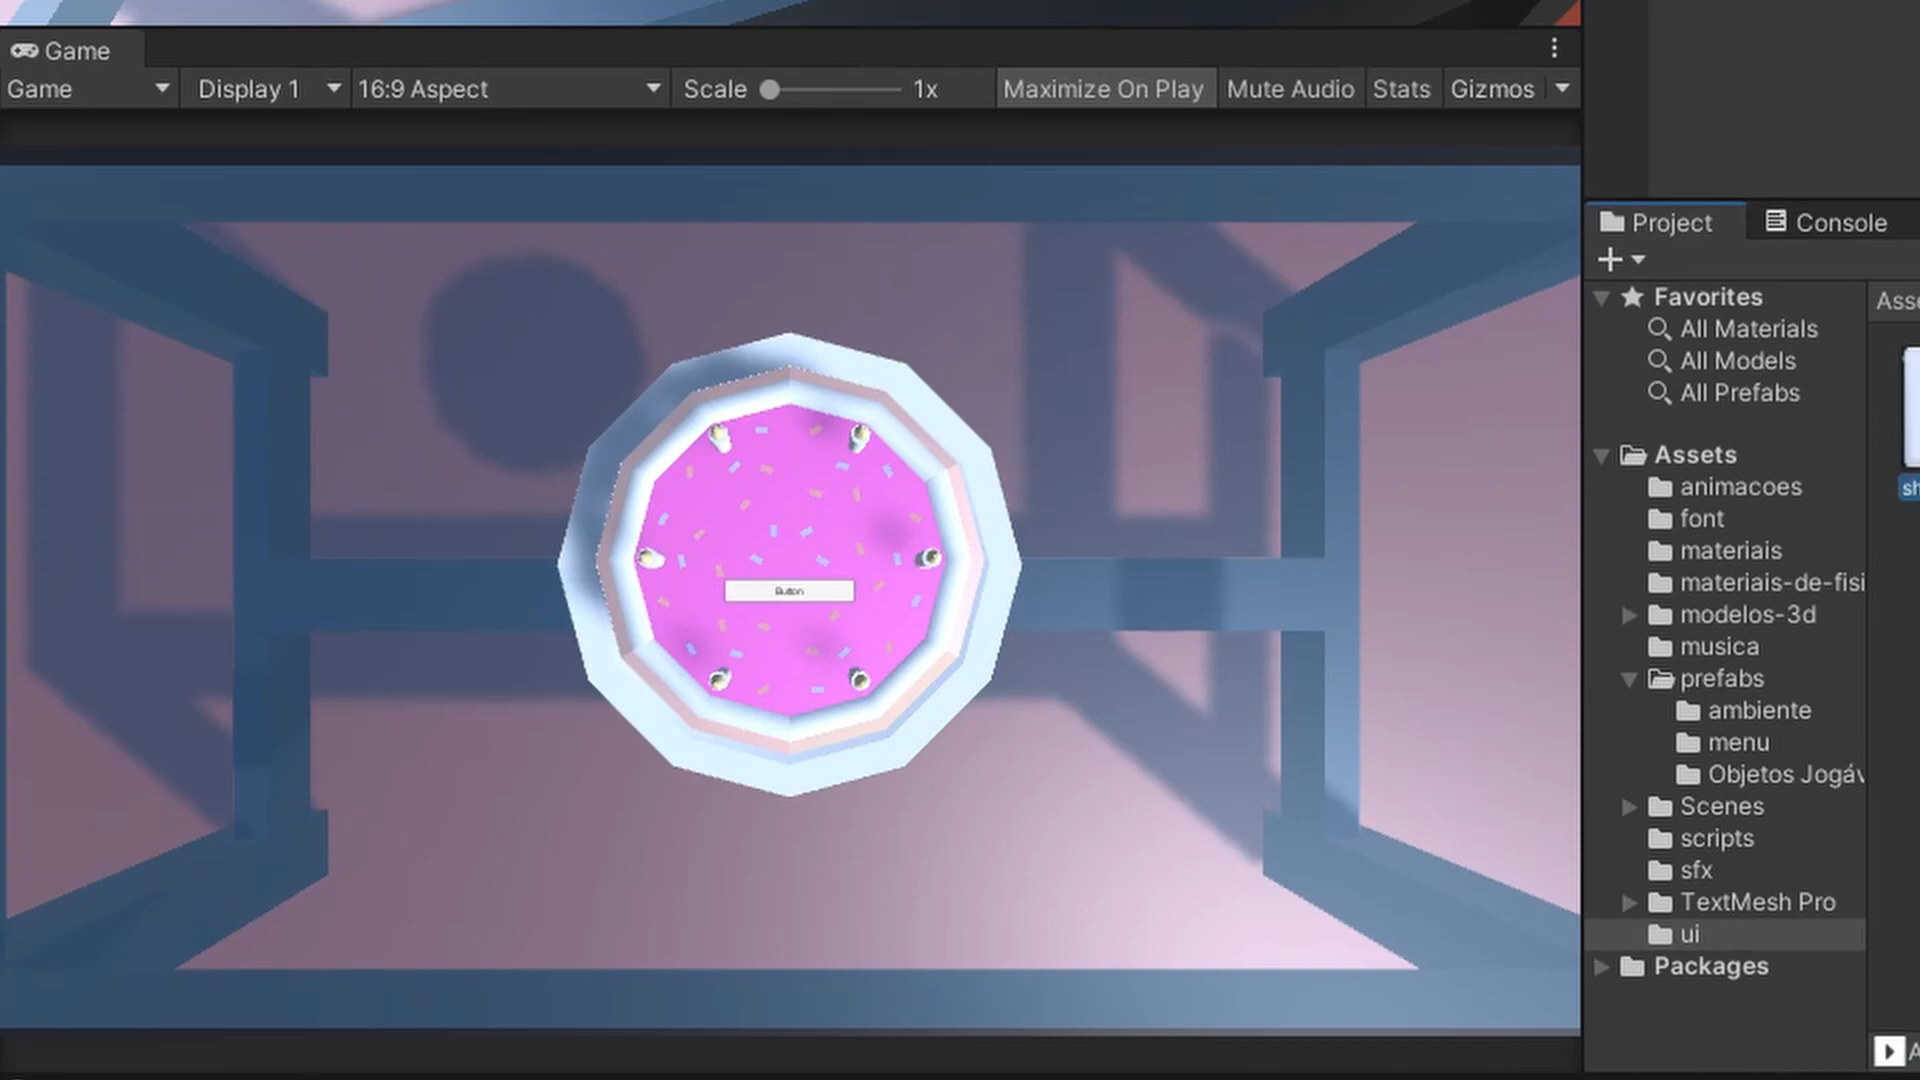 Game
Game
Display 1
16:9 Aspect
Scale
1x
Maximize On Play
Mute Audio
Stats
Gizmos
Button
Project
Console
Favorites
All Materials
All Models
All Prefabs
Assets
animacoes
font
materiais
materiais-de-fisi
modelos-3d
musica
prefabs
ambiente
menu
Objetos Jogáv
Scenes
scripts
sfx
TextMesh Pro
ui
Packages
Asse
sh
A